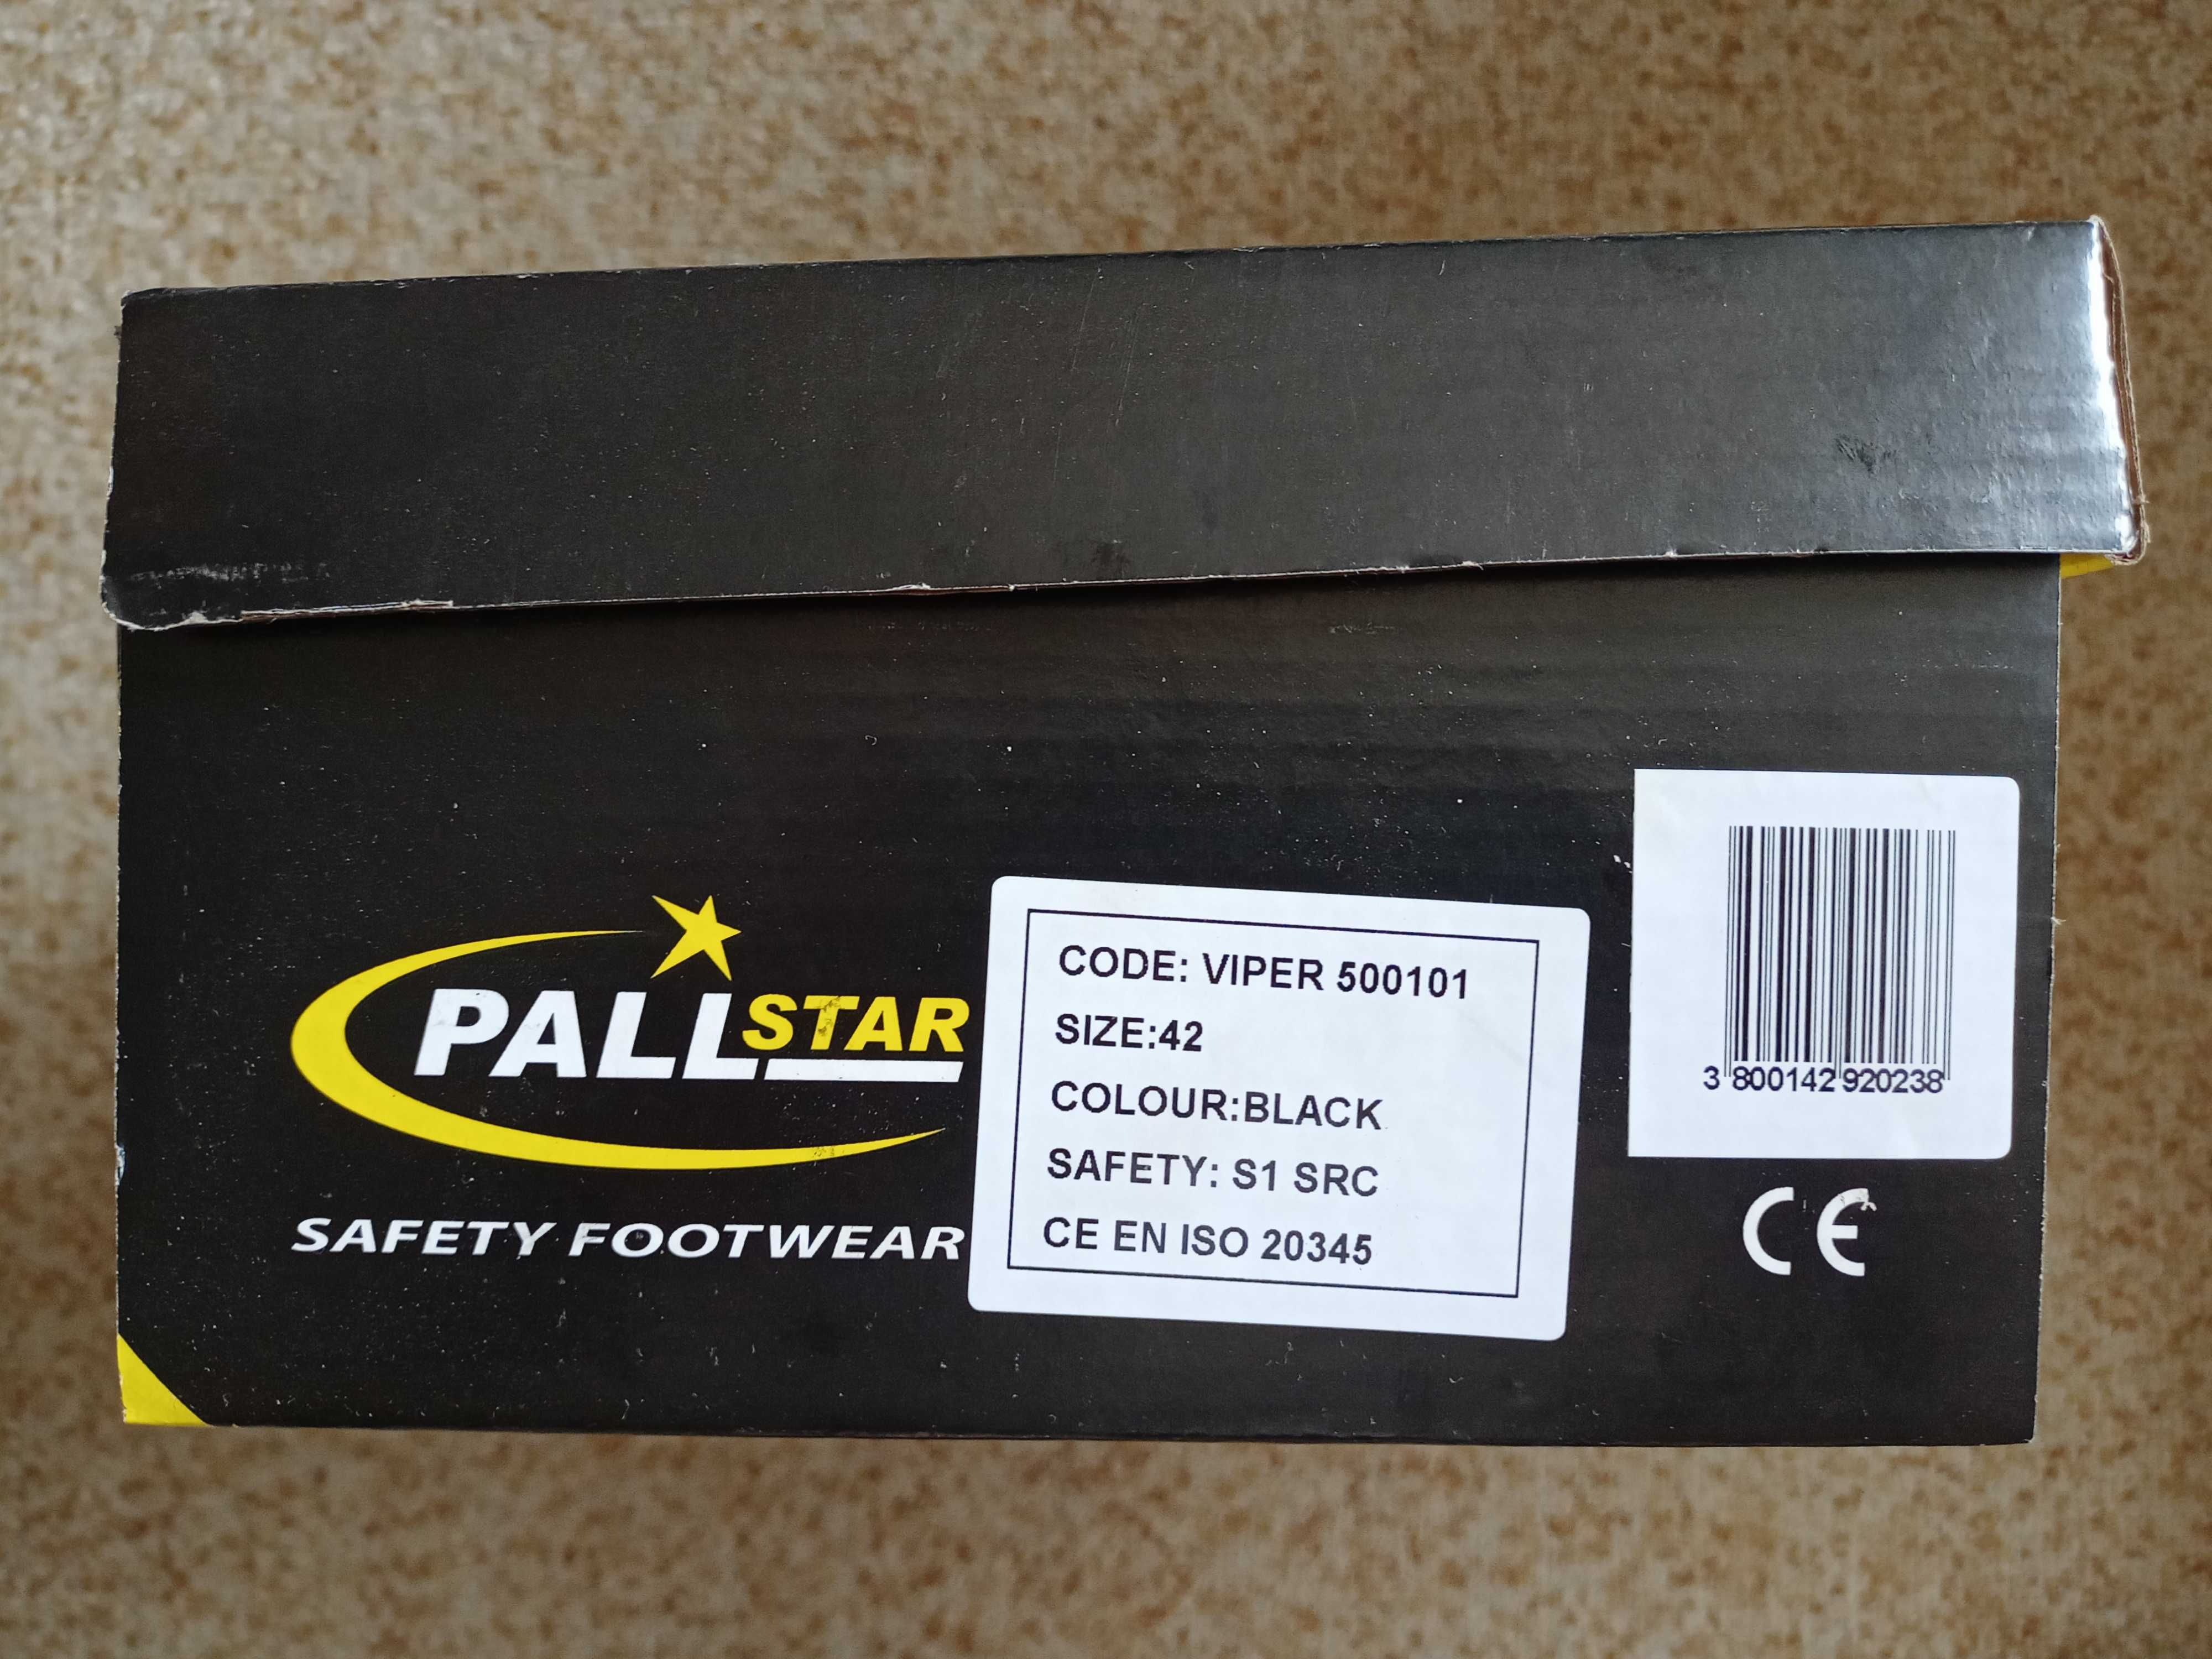 PALLSTAR
SAFETY FOOTWEAR
CODE: VIPER 500101
SIZE:42
COLOUR:BLACK
SAFETY: S1 SRC
CE EN ISO 20345
3 800142 920238
CE